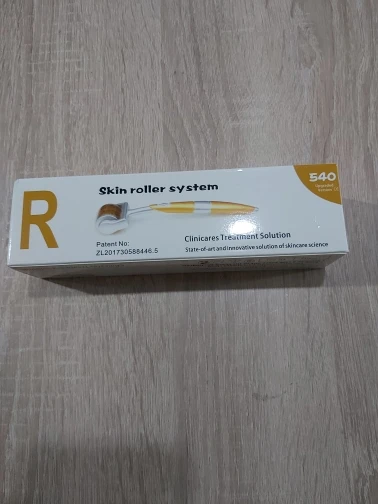 R
Skin roller system
540
Upgraded
Patent No:
ZL201730588446.5
Clinicares Treatment Solution
State-of-art and innovative solution of skincare science